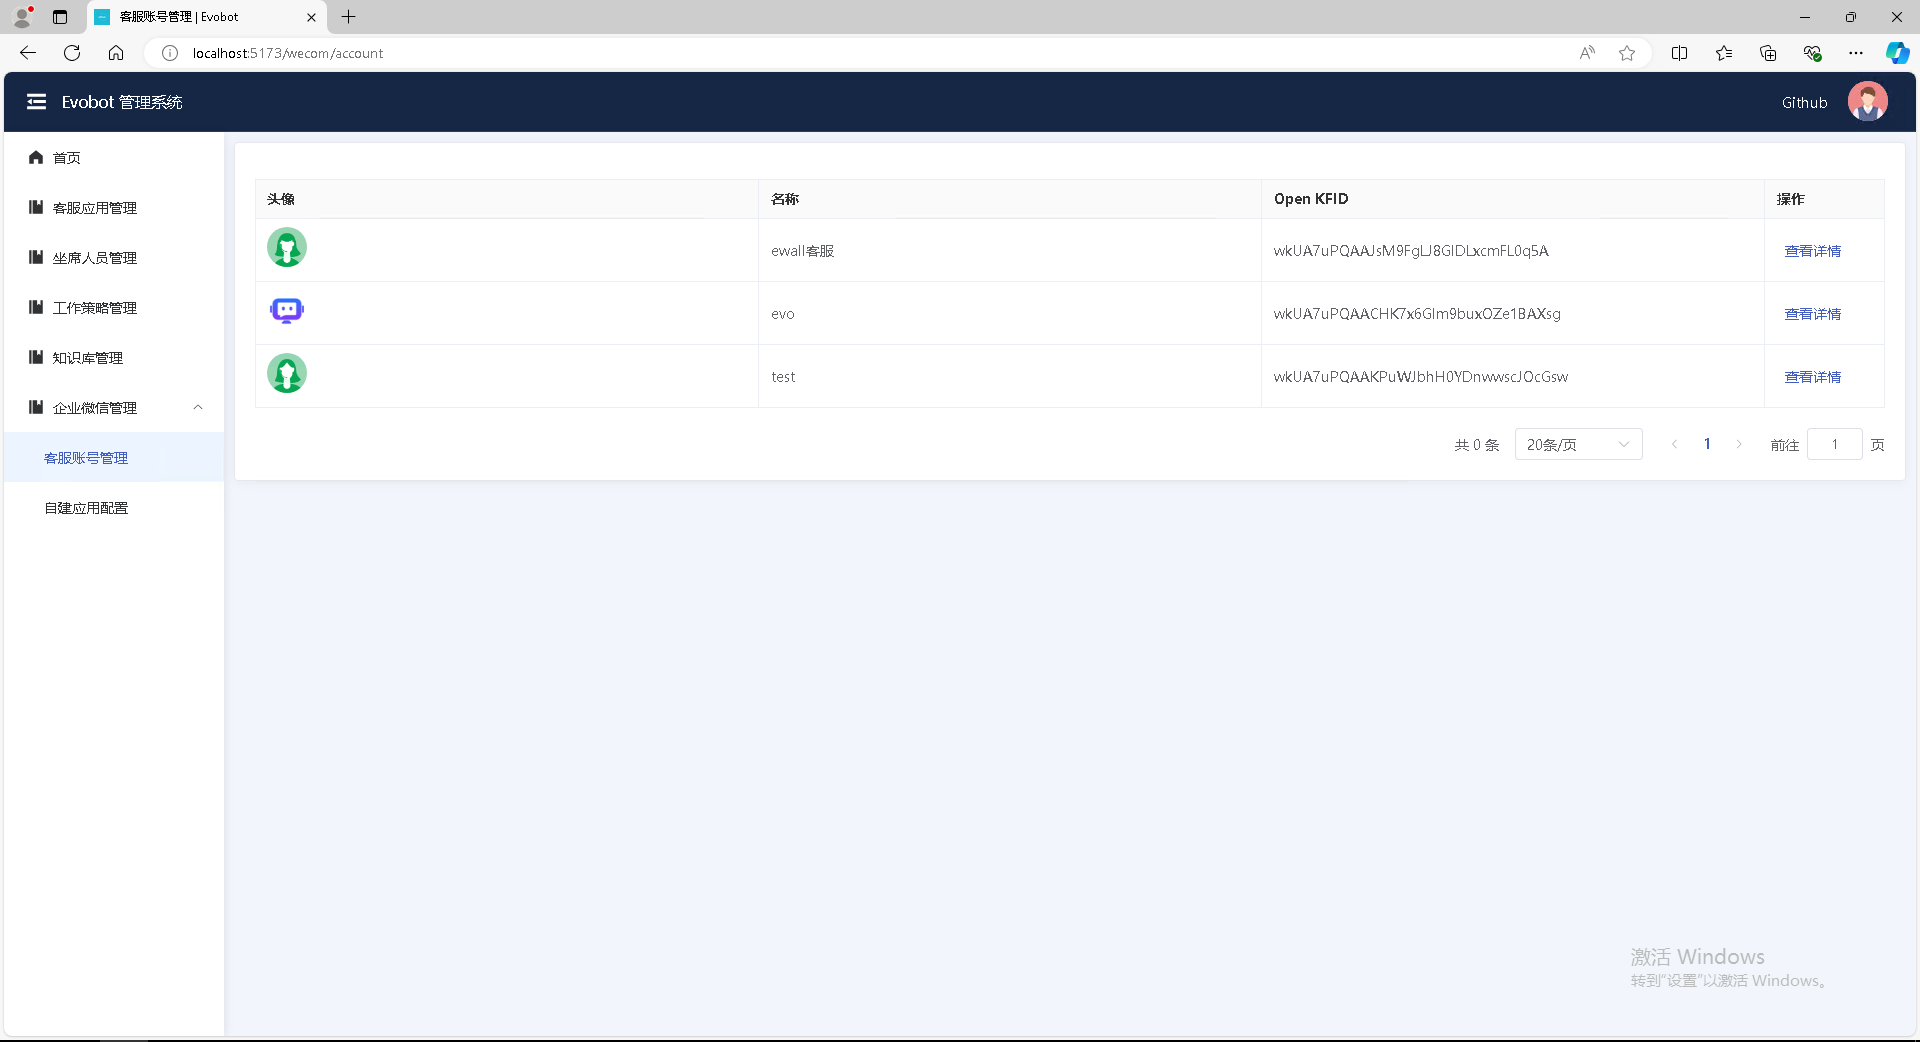 客服账号管理 | Evobot
localhost:5173/wecom/account
Evobot 管理系统
Github
首页
客服应用管理
坐席人员管理
工作策略管理
知识库管理
企业微信管理
客服账号管理
自建应用配置
头像 名称 Open KFID 操作
ewall客服 wkUA7uPQAAJsM9FgLJ8GIDLxcmFL0q5A 查看详情
evo wkUA7uPQAACHK7x6GIm9buxOZe1BAXsg 查看详情
test wkUA7uPQAAKPuWJbhH0YDnwwscJOcGsw 查看详情
共 0 条 20条/页 1 前往 1 页
激活 Windows
转到"设置"以激活 Windows。